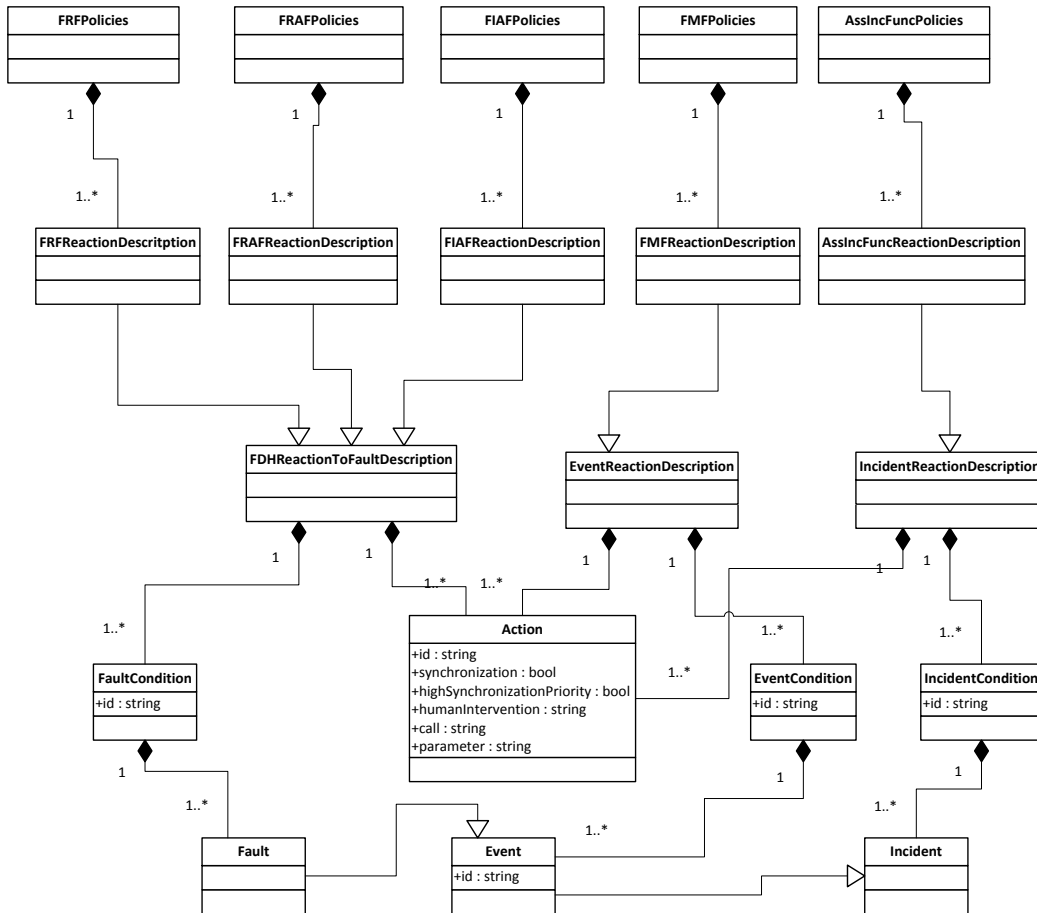 FRFPolicies
FRAFPolicies
FIAFPolicies
FMFPolicies
AssIncFuncPolicies
1
1
1
1
1
1..*
1..*
1..*
1..*
1..*
FRFReactionDescritption
FRAFReactionDescription
FIAFReactionDescription
FMFReactionDescription
AssIncFuncReactionDescription
FDHReactionToFaultDescription
EventReactionDescription
IncidentReactionDescription
1
1
1
1
1
1
1..*
1..*
1..*
1..*
1..*
1..*
Action
+id : string
+synchronization : bool
+highSynchronizationPriority : bool
+humanIntervention : string
+call : string
+parameter : string
FaultCondition
+id : string
EventCondition
+id : string
IncidentCondition
+id : string
1
1
1
1..*
1..*
1..*
Fault
Event
+id : string
Incident